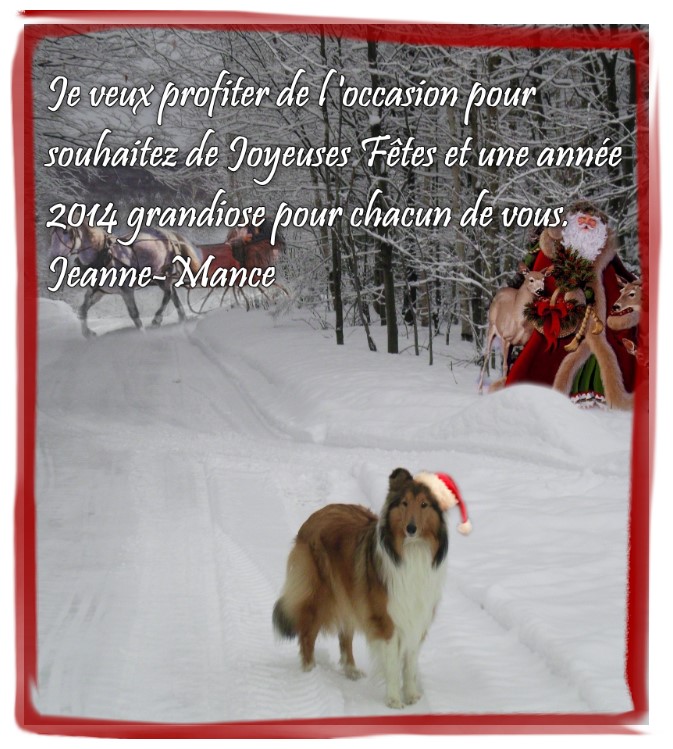 Je veux profiter de l'occasion pour
souhaitez de Joyeuses Fêtes et une année
2014 grandiose pour chacun de vous.
Jeanne-Mance